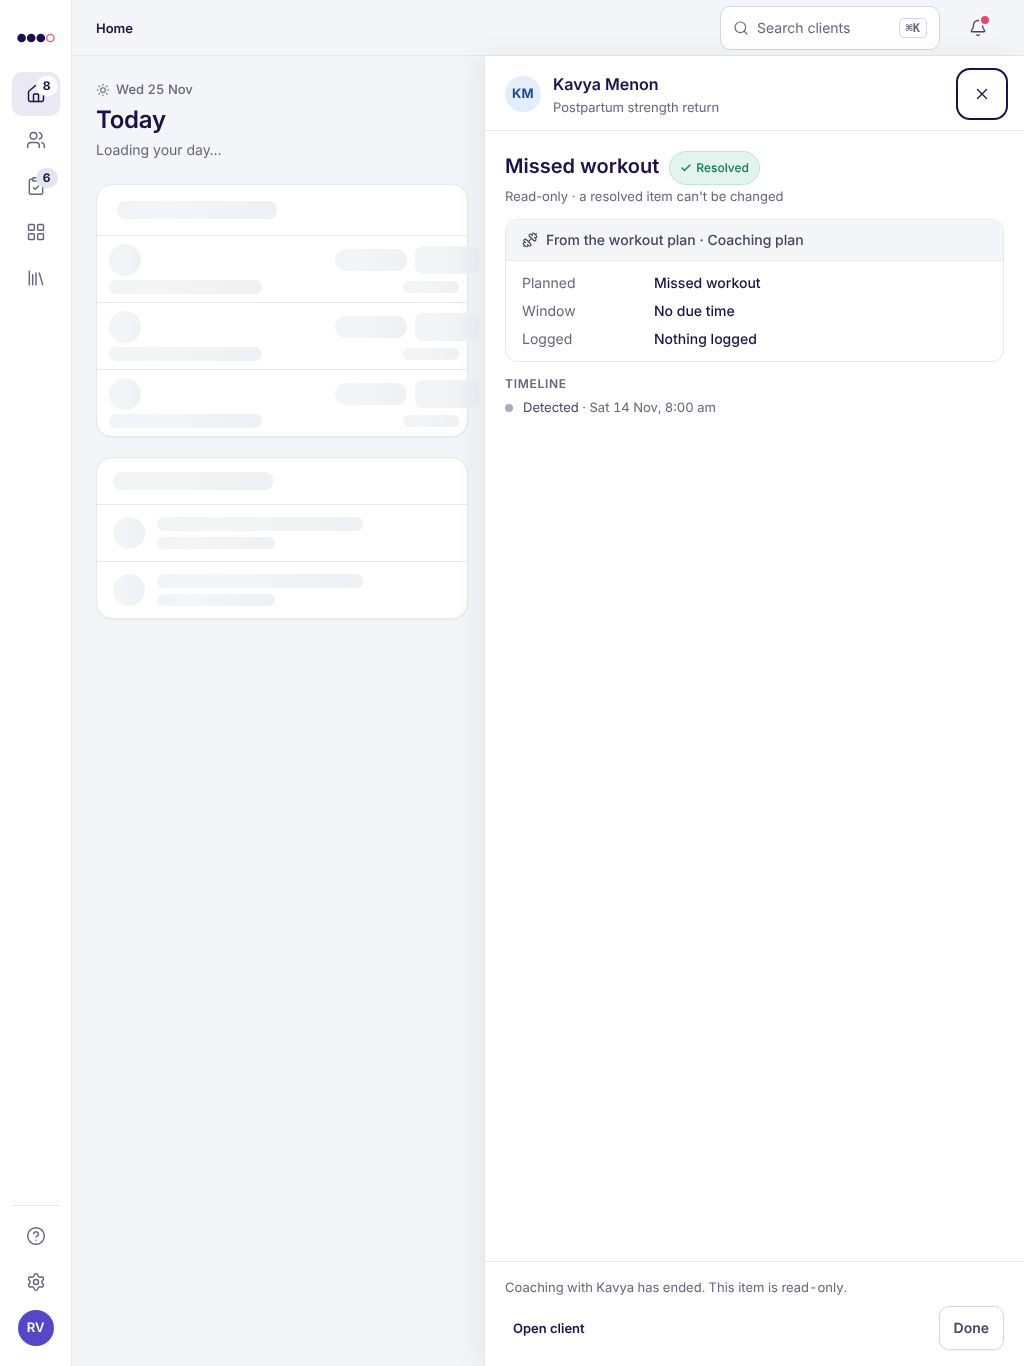 Home
Search clients
⌘K
8
6
Wed 25 Nov
Today
Loading your day...
KM
Kavya Menon
Postpartum strength return
Missed workout
Resolved
Read-only · a resolved item can't be changed
From the workout plan · Coaching plan
Planned Missed workout
Window No due time
Logged Nothing logged
TIMELINE
Detected · Sat 14 Nov, 8:00 am
Coaching with Kavya has ended. This item is read-only.
Open client
Done
RV